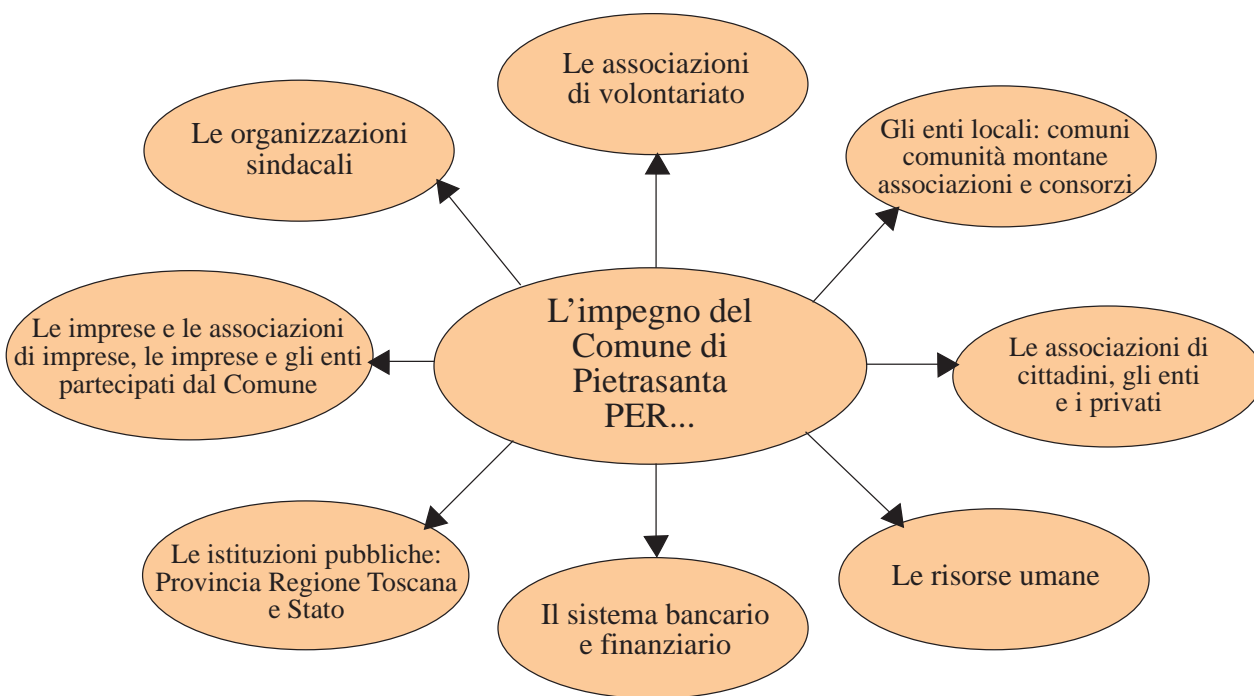 Le associazioni
di volontariato
Le organizzazioni
sindacali
Gli enti locali: comuni
comunità montane
associazioni e consorzi
L'impegno del
Comune di
Pietrasanta
PER...
Le imprese e le associazioni
di imprese, le imprese e gli enti
partecipati dal Comune
Le associazioni di
cittadini, gli enti
e i privati
Le istituzioni pubbliche:
Provincia Regione Toscana
e Stato
Il sistema bancario
e finanziario
Le risorse umane